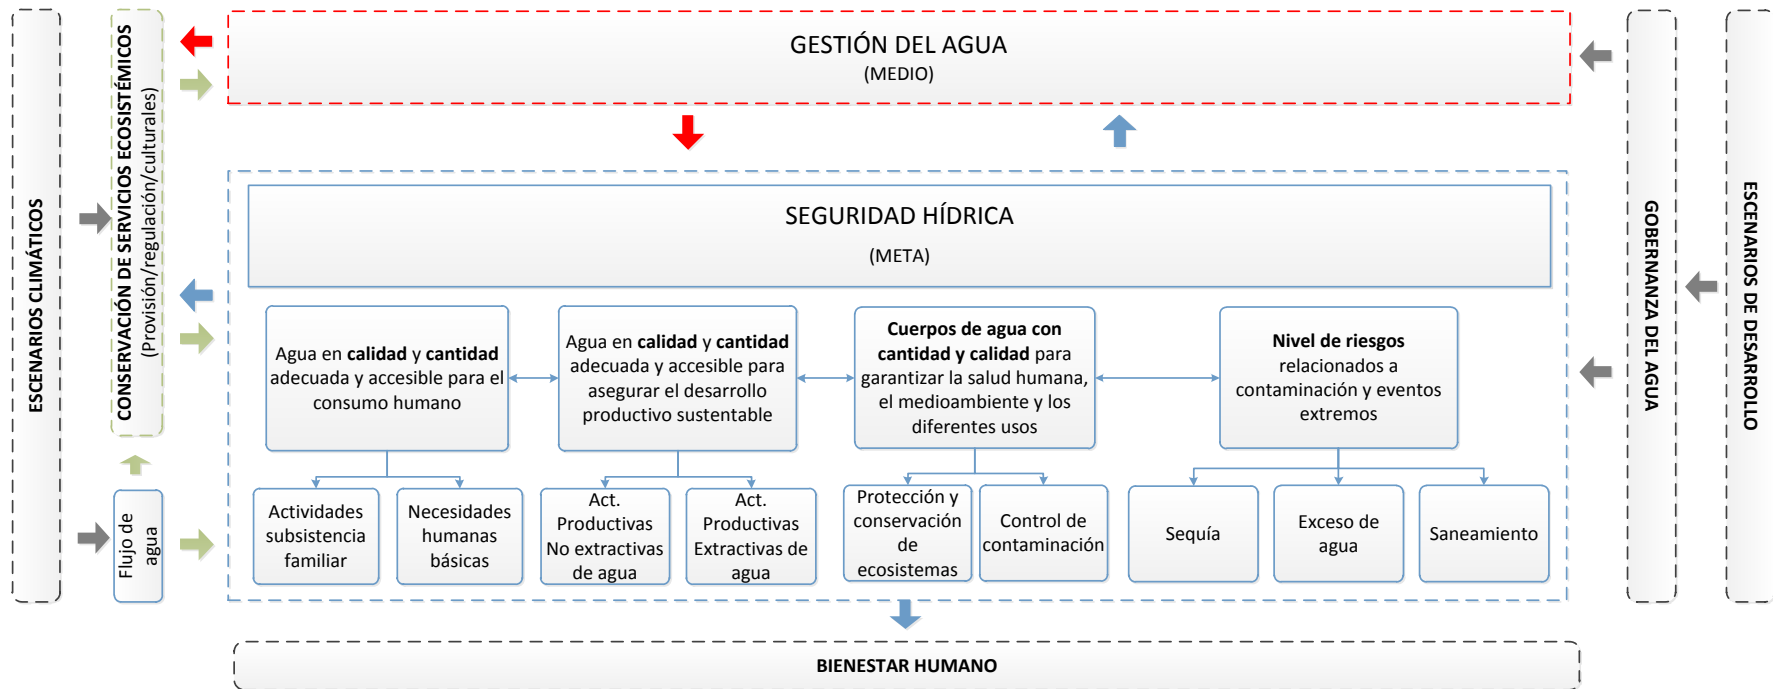 GESTIÓN DEL AGUA
(MEDIO)
ESCENARIOS CLIMÁTICOS
CONSERVACIÓN DE SERVICIOS ECOSISTÉMICOS
(Provisión/regulación/culturales)
Flujo de
agua
SEGURIDAD HÍDRICA
(META)
Agua en calidad y cantidad
adecuada y accesible para el
consumo humano
Agua en calidad y cantidad
adecuada y accesible para
asegurar el desarrollo
productivo sustentable
Cuerpos de agua con
cantidad y calidad para
garantizar la salud humana,
el medioambiente y los
diferentes usos
Nivel de riesgos
relacionados a
contaminación y eventos
extremos
Actividades
subsistencia
familiar
Necesidades
humanas
básicas
Act.
Productivas
No extractivas
de agua
Act.
Productivas
Extractivas de
agua
Protección y
conservación
de
ecosistemas
Control de
contaminación
Sequía
Exceso de
agua
Saneamiento
GOBERNANZA DEL AGUA
ESCENARIOS DE DESARROLLO
BIENESTAR HUMANO